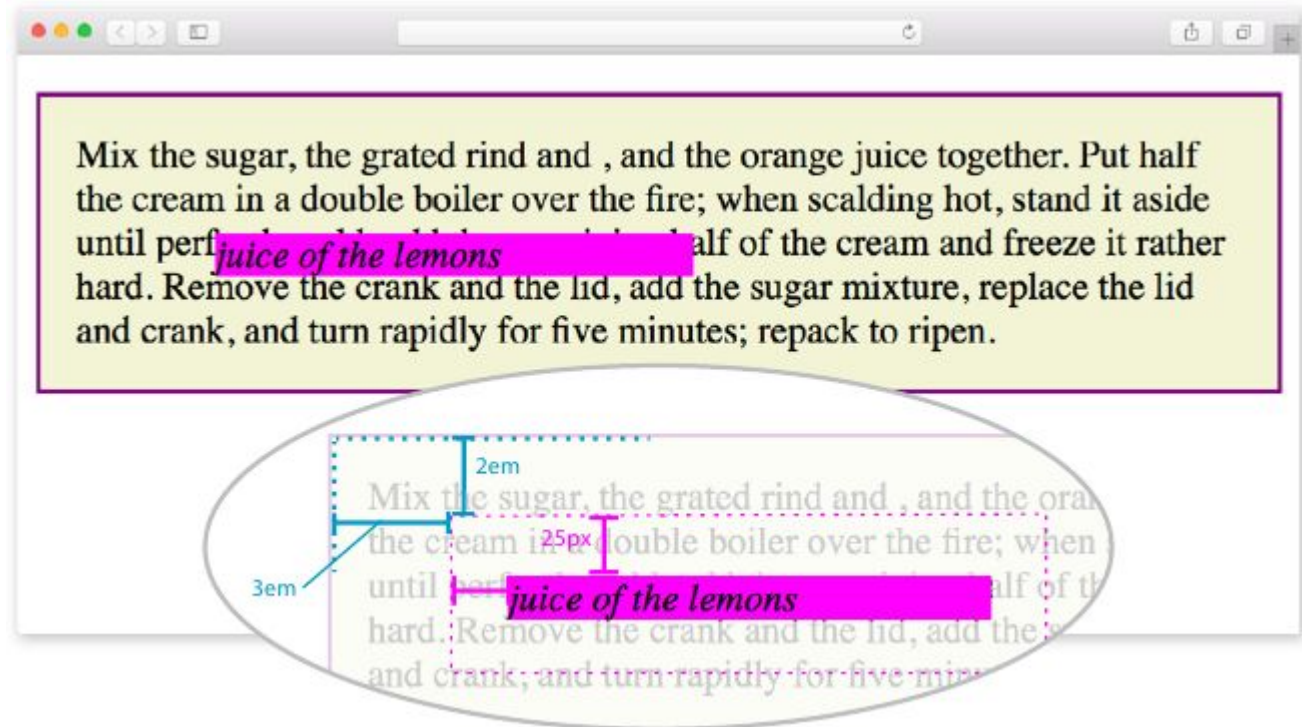 Mix the sugar, the grated rind and , and the orange juice together. Put half
the cream in a double boiler over the fire; when scalding hot, stand it aside
until perf juice of the lemons alf of the cream and freeze it rather
hard. Remove the crank and the lid, add the sugar mixture, replace the lid
and crank, and turn rapidly for five minutes; repack to ripen.
2em
Mix the sugar, the grated rind and , and the oran
25px
the cream in a double boiler over the fire; when
3em
until juice of the lemons alf of th
hard. Remove the crank and the lid, add the s
and crank, and turn rapidly for five minu